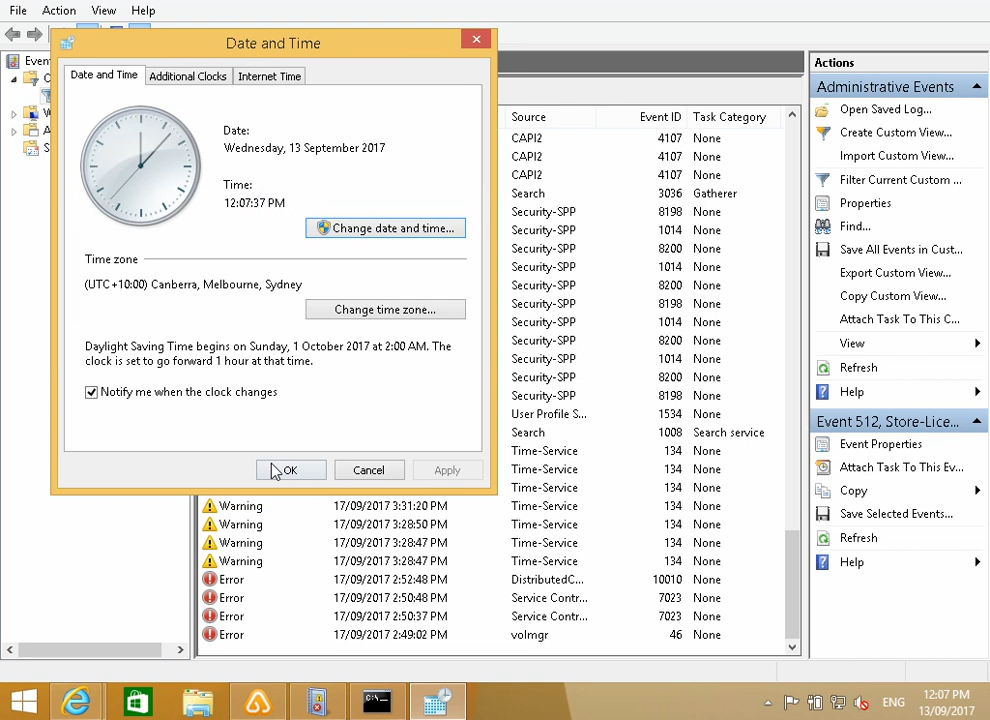 File Action View Help
Date and Time
Date and Time Additional Clocks Internet Time
Date:
Wednesday, 13 September 2017
Time:
12:07:37 PM
Change date and time...
Time zone
(UTC+10:00) Canberra, Melbourne, Sydney
Change time zone...
Daylight Saving Time begins on Sunday, 1 October 2017 at 2:00 AM. The
clock is set to go forward 1 hour at that time.
Notify me when the clock changes
OK Cancel Apply
Even
Source Event ID Task Category
CAPI2 4107 None
CAPI2 4107 None
CAPI2 4107 None
Search 3036 Gatherer
Security-SPP 8198 None
Security-SPP 1014 None
Security-SPP 8200 None
Security-SPP 1014 None
Security-SPP 8200 None
Security-SPP 8198 None
Security-SPP 1014 None
Security-SPP 8200 None
Security-SPP 1014 None
Security-SPP 8200 None
Security-SPP 8198 None
User Profile S... 1534 None
Search 1008 Search service
Time-Service 134 None
Time-Service 134 None
Time-Service 134 None
Warning 17/09/2017 3:31:20 PM Time-Service 134 None
Warning 17/09/2017 3:28:50 PM Time-Service 134 None
Warning 17/09/2017 3:28:47 PM Time-Service 134 None
Warning 17/09/2017 3:28:47 PM Time-Service 134 None
Error 17/09/2017 2:52:48 PM DistributedC... 10010 None
Error 17/09/2017 2:50:48 PM Service Contr... 7023 None
Error 17/09/2017 2:50:37 PM Service Contr... 7023 None
Error 17/09/2017 2:49:02 PM volmgr 46 None
Actions
Administrative Events
Open Saved Log...
Create Custom View...
Import Custom View...
Filter Current Custom ...
Properties
Find...
Save All Events in Cust...
Export Custom View...
Copy Custom View...
Attach Task To This C...
View
Refresh
Help
Event 512, Store-Lice...
Event Properties
Attach Task To This Ev...
Copy
Save Selected Events...
Refresh
Help
ENG
12:07 PM
13/09/2017